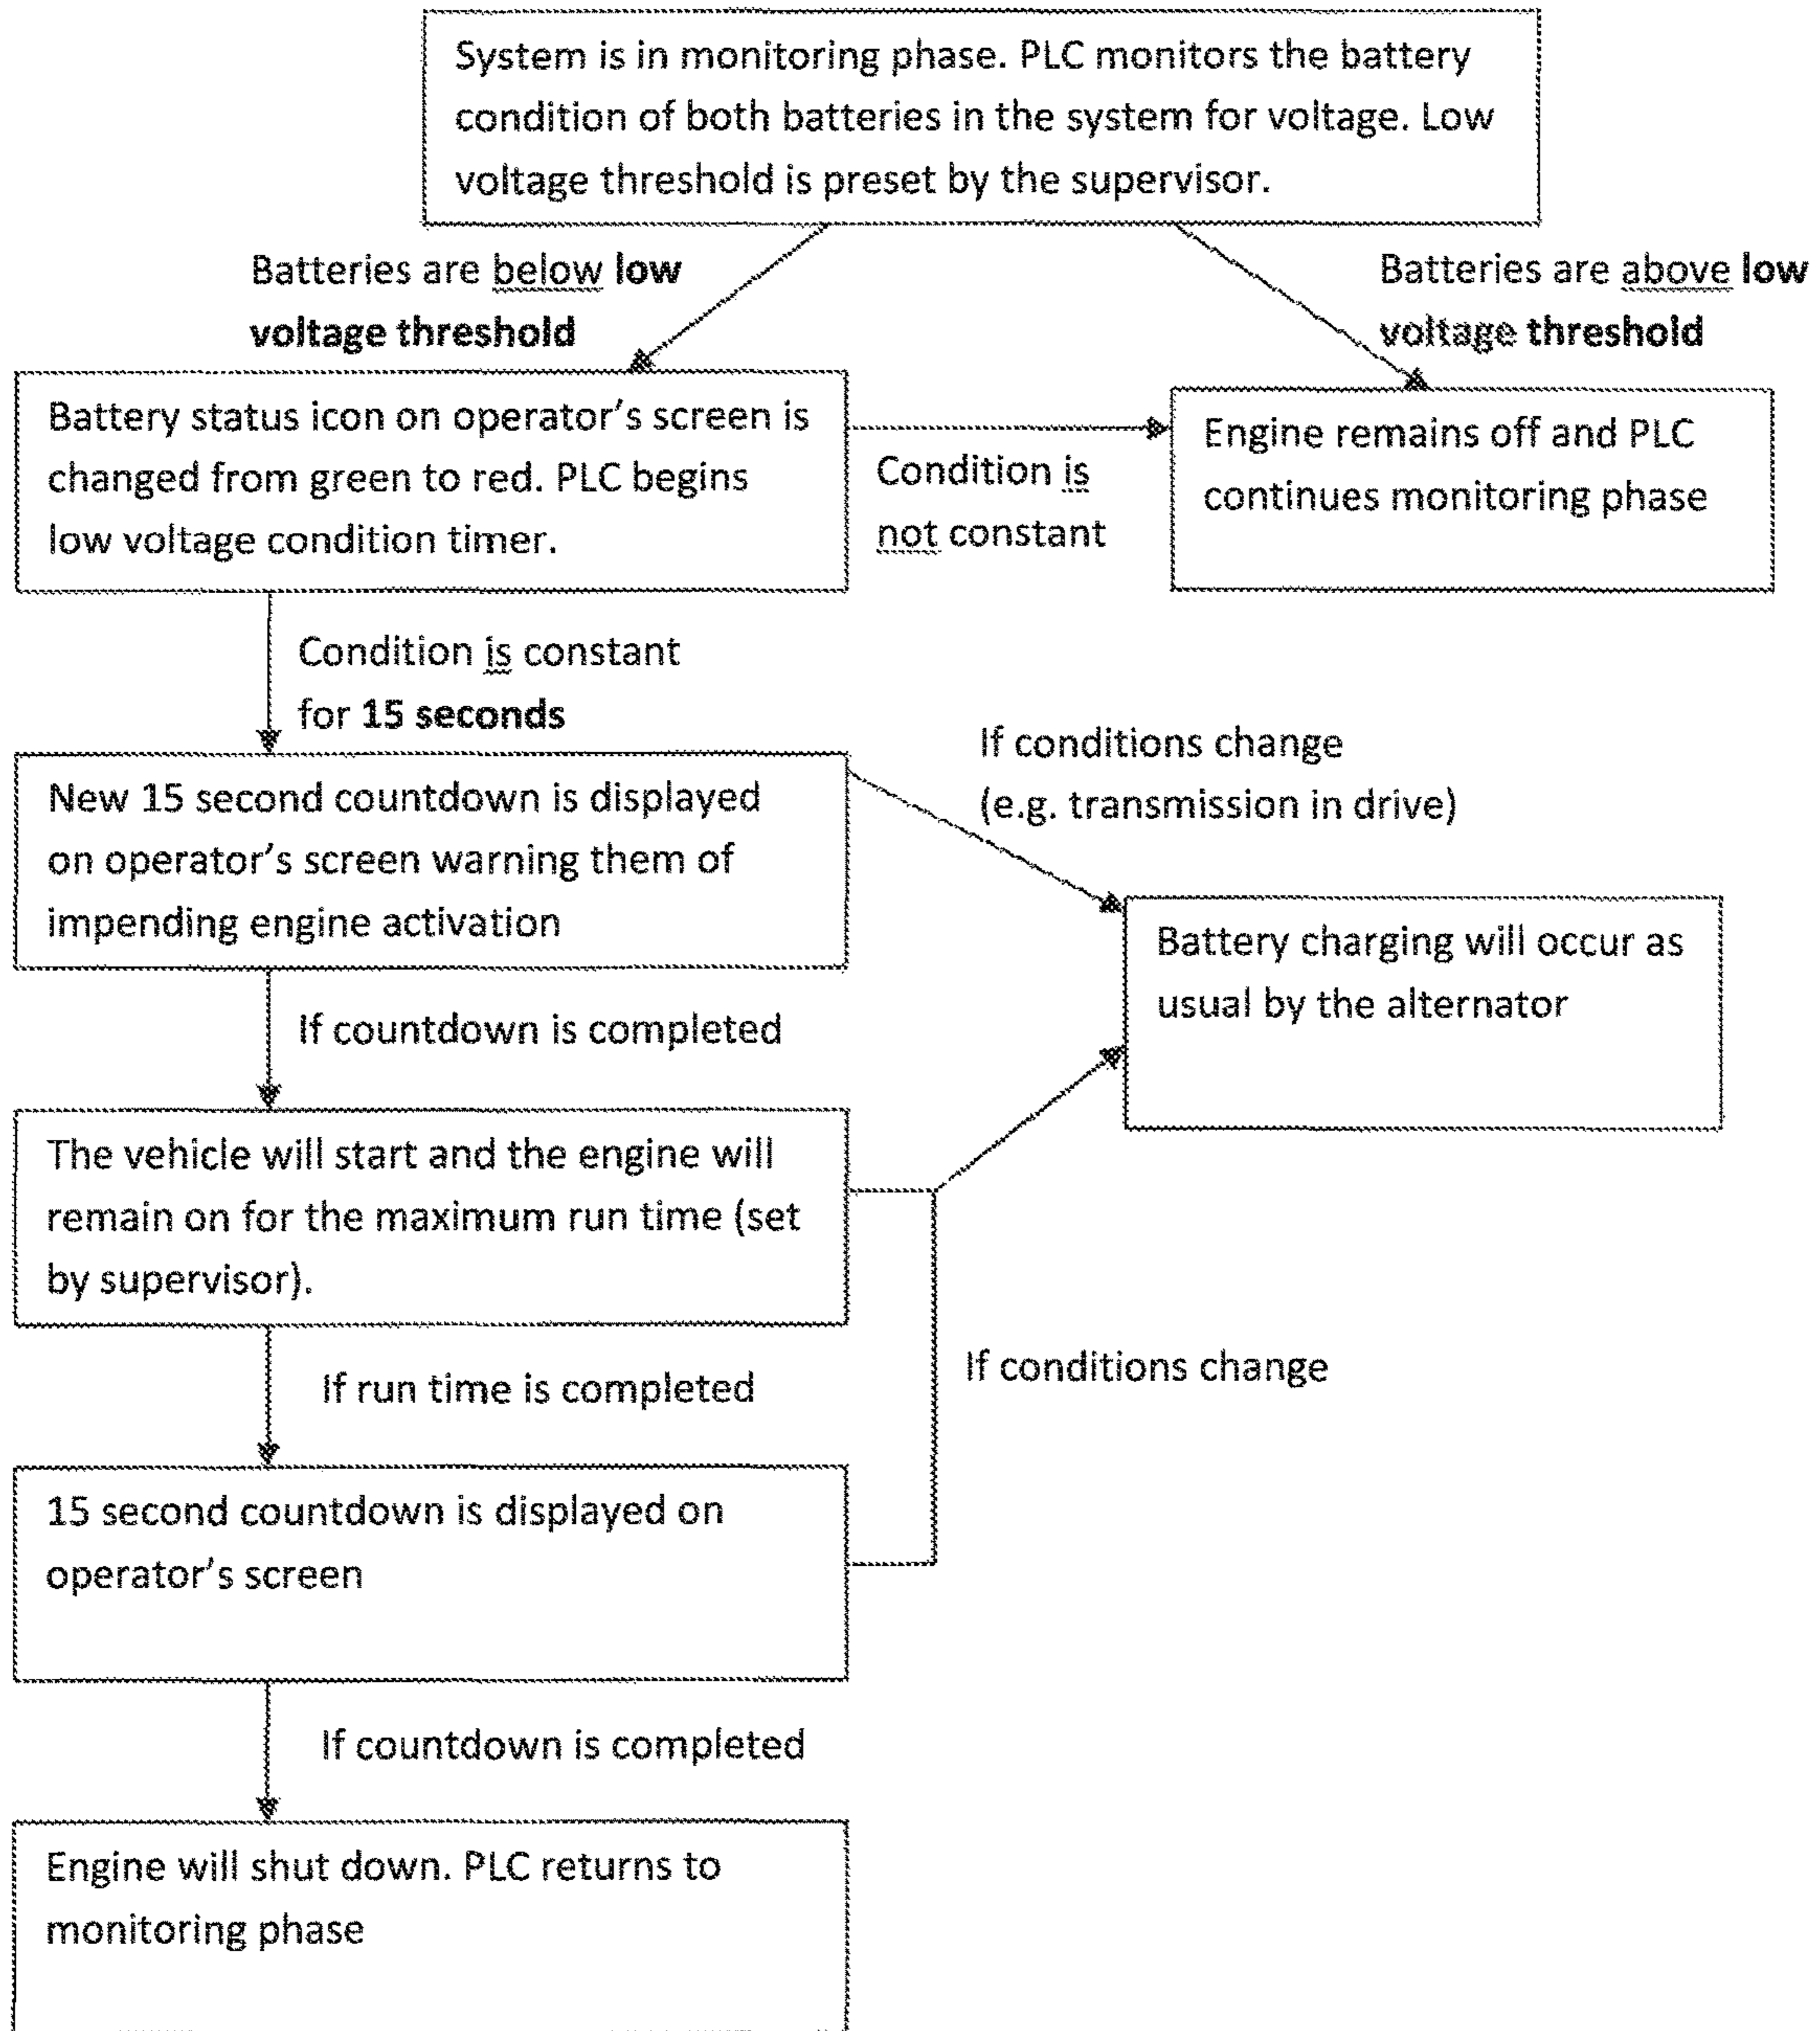 System is in monitoring phase. PLC monitors the battery
condition of both batteries in the system for voltage. Low
voltage threshold is preset by the supervisor.
Batteries are below low
voltage threshold
Batteries are above low
voltage threshold
Battery status icon on operator's screen is
changed from green to red. PLC begins
low voltage condition timer.
Condition is
not constant
Engine remains off and PLC
continues monitoring phase
Condition is constant
for 15 seconds
New 15 second countdown is displayed
on operator's screen warning them of
impending engine activation
If conditions change
(e.g. transmission in drive)
Battery charging will occur as
usual by the alternator
If countdown is completed
The vehicle will start and the engine will
remain on for the maximum run time (set
by supervisor).
If run time is completed
If conditions change
15 second countdown is displayed on
operator's screen
If countdown is completed
Engine will shut down. PLC returns to
monitoring phase